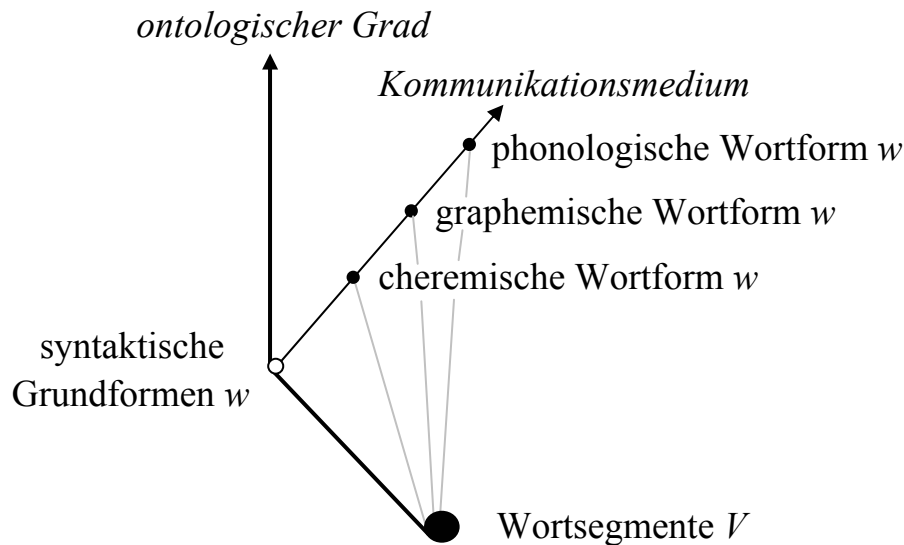 ontologischer Grad
Kommunikationsmedium
phonologische Wortform w
graphemische Wortform w
cheremische Wortform w
syntaktische
Grundformen w
Wortsegmente V